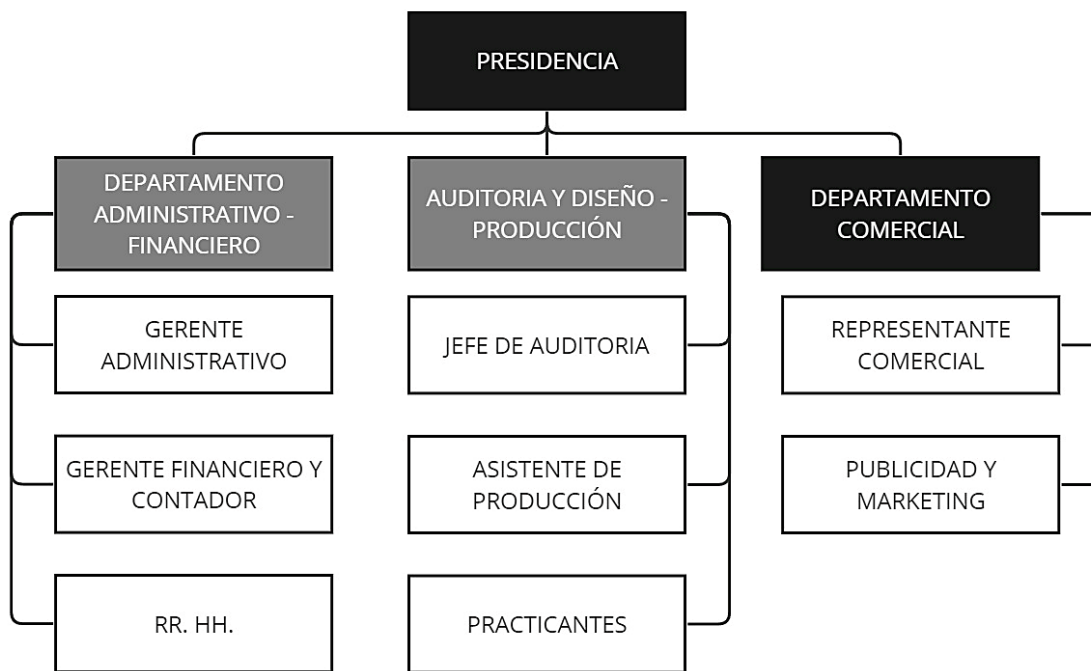 PRESIDENCIA
DEPARTAMENTO
ADMINISTRATIVO -
FINANCIERO
AUDITORIA Y DISEÑO -
PRODUCCIÓN
DEPARTAMENTO
COMERCIAL
GERENTE
ADMINISTRATIVO
JEFE DE AUDITORIA
REPRESENTANTE
COMERCIAL
GERENTE FINANCIERO Y
CONTADOR
ASISTENTE DE
PRODUCCIÓN
PUBLICIDAD Y
MARKETING
RR. HH.
PRACTICANTES